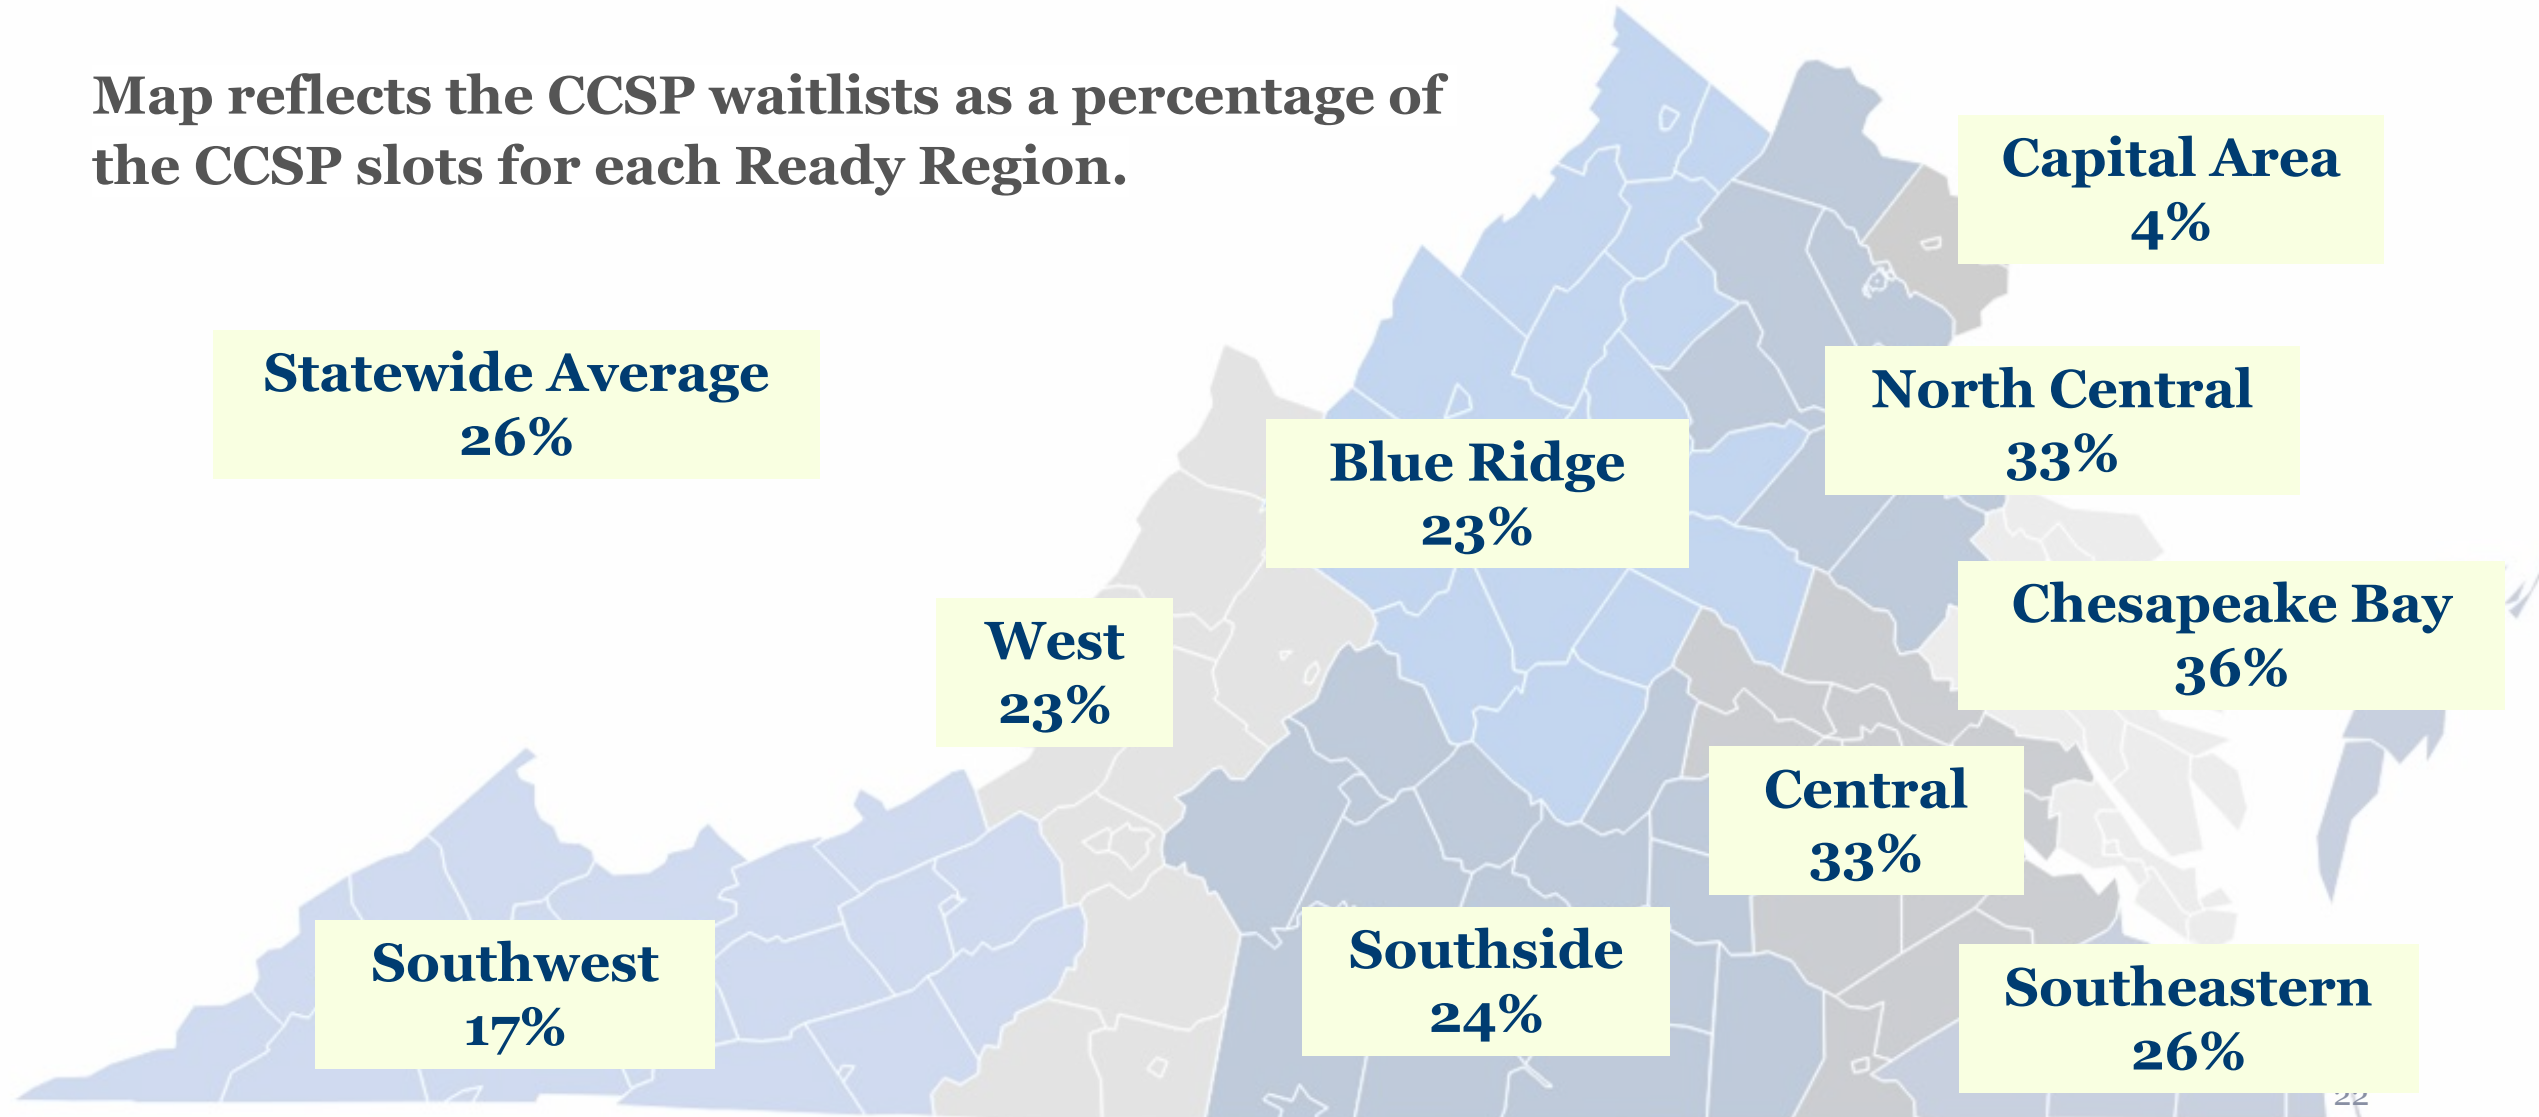 Map reflects the CCSP waitlists as a percentage of
the CCSP slots for each Ready Region.
Capital Area
4%
Statewide Average
26%
North Central
33%
Blue Ridge
23%
Chesapeake Bay
36%
West
23%
Central
33%
Southwest
17%
Southside
24%
Southeastern
26%
22